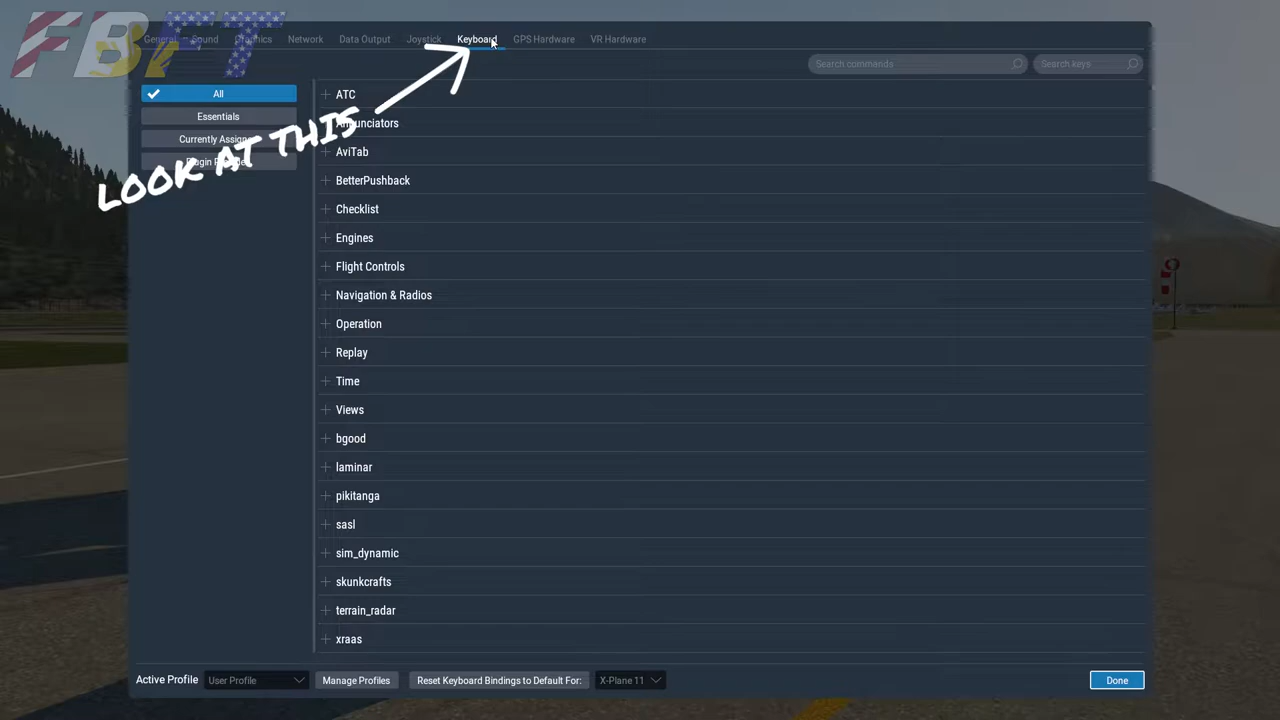 FBFT
General Sound Graphics Network Data Output Joystick Keyboard GPS Hardware VR Hardware
Search commands Search keys
All
Essentials
Currently Assigned
LOOK AT THIS
ATC
Annunciators
AviTab
BetterPushback
Checklist
Engines
Flight Controls
Navigation & Radios
Operation
Replay
Time
Views
bgood
laminar
pikitanga
sasl
sim_dynamic
skunkcrafts
terrain_radar
xraas
Active Profile User Profile Manage Profiles Reset Keyboard Bindings to Default For: X-Plane 11 Done